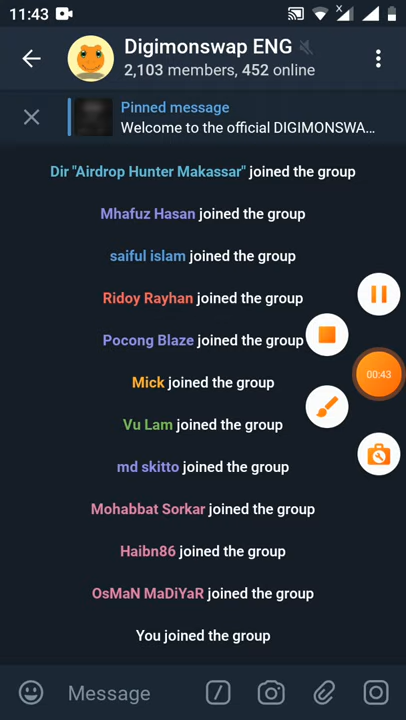 11:43
Digimonswap ENG
2,103 members, 452 online
Pinned message
Welcome to the official DIGIMONSWA...
Dir "Airdrop Hunter Makassar" joined the group
Mhafuz Hasan joined the group
saiful islam joined the group
Ridoy Rayhan joined the group
Pocong Blaze joined the group
Mick joined the group
00:43
Vu Lam joined the group
md skitto joined the group
Mohabbat Sorkar joined the group
Haibn86 joined the group
OsMaN MaDiYaR joined the group
You joined the group
Message